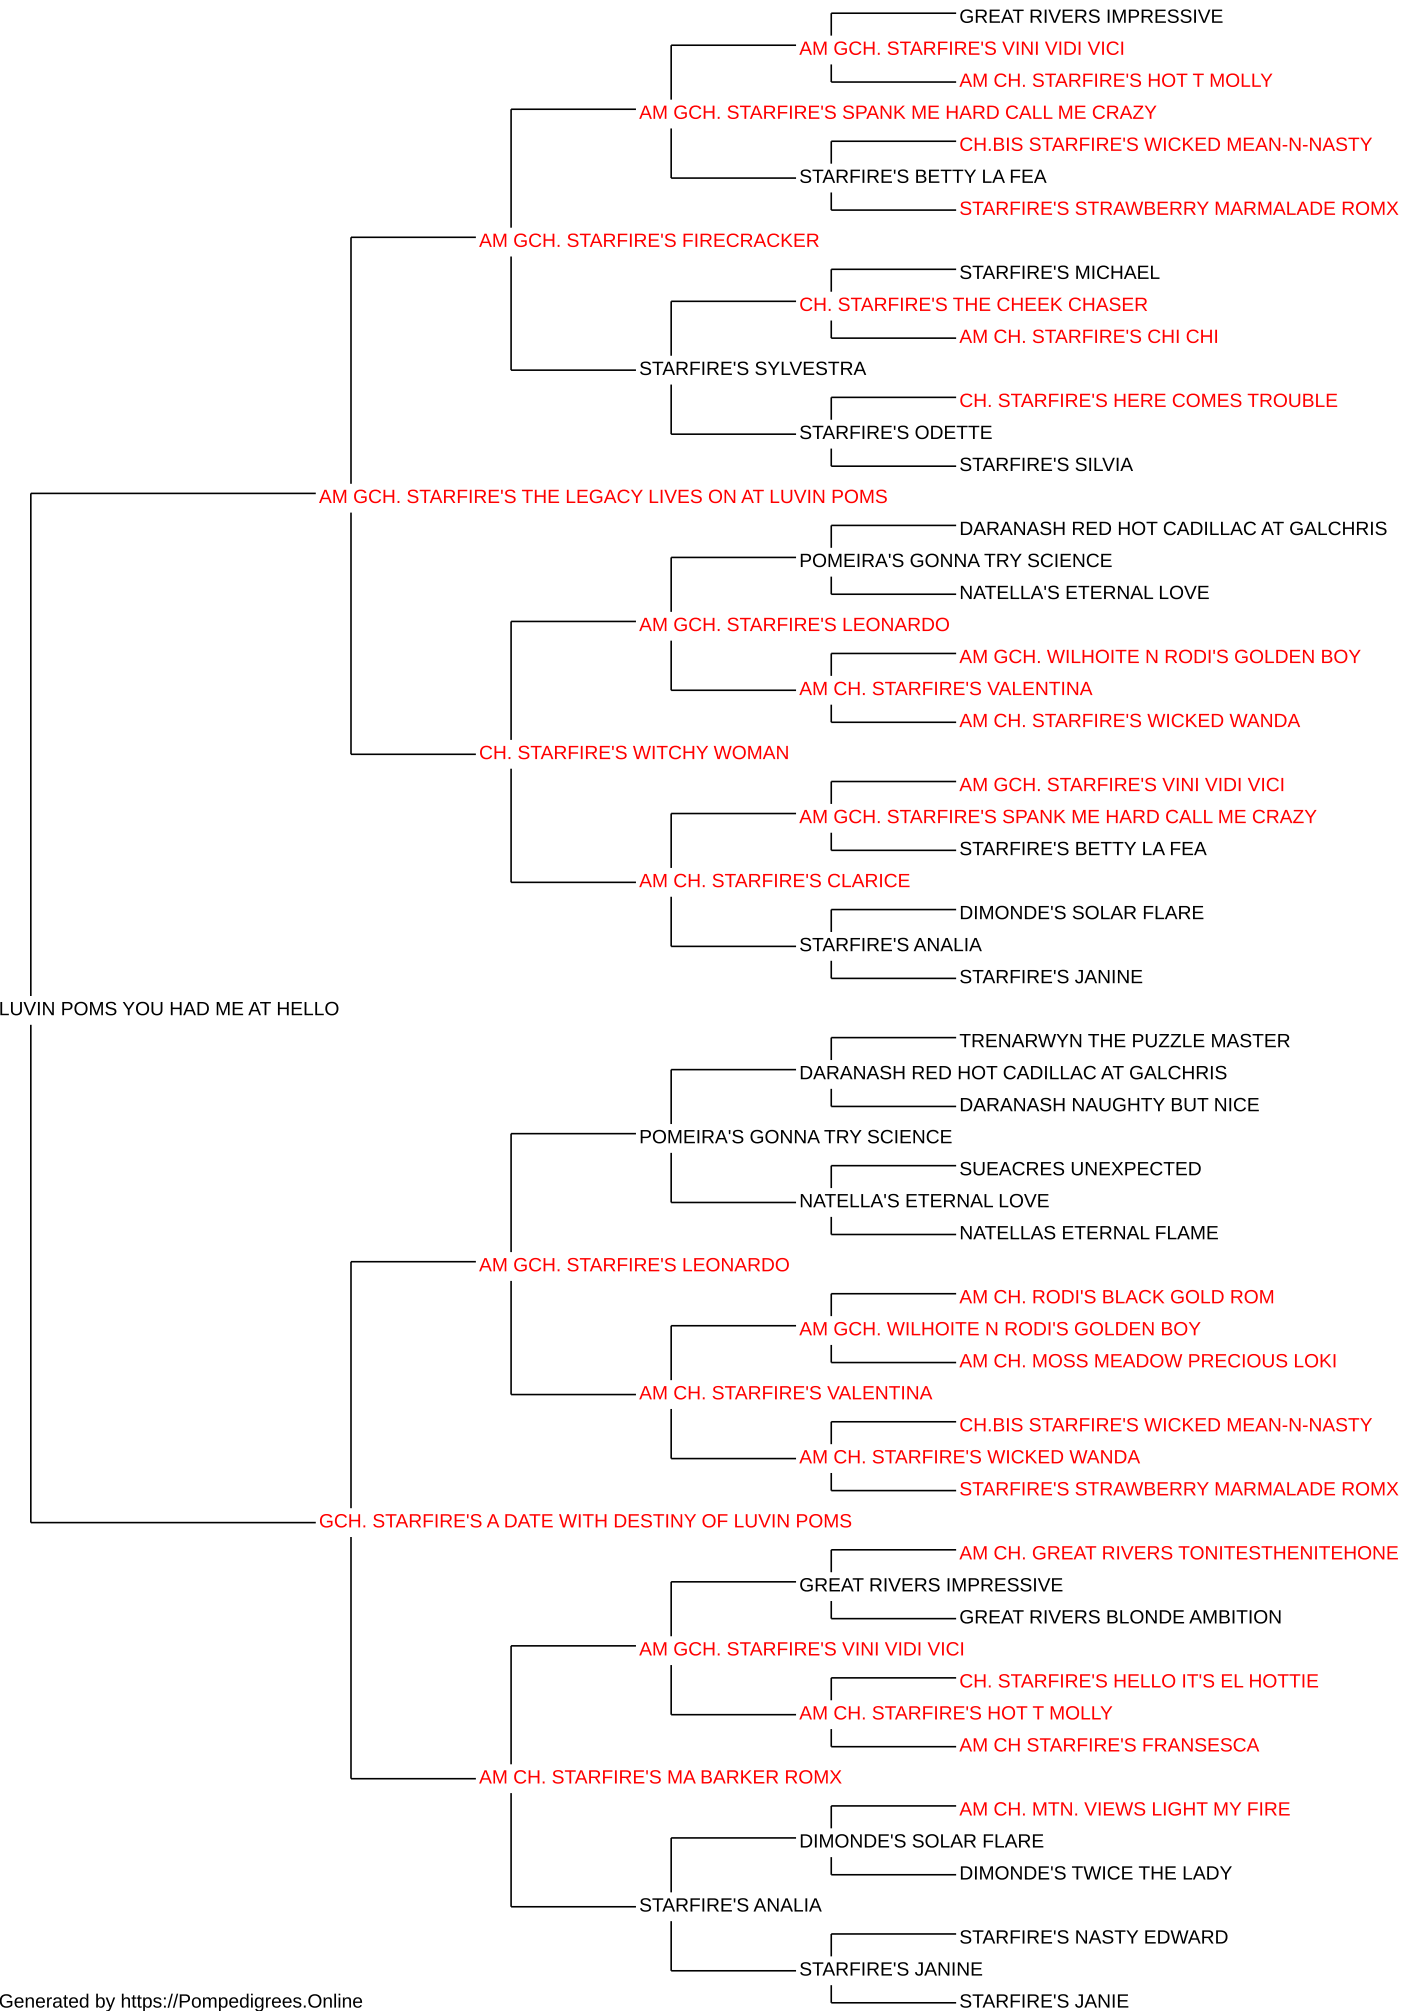 GREAT RIVERS IMPRESSIVE
AM GCH. STARFIRE'S VINI VIDI VICI
AM CH. STARFIRE'S HOT T MOLLY
AM GCH. STARFIRE'S SPANK ME HARD CALL ME CRAZY
CH.BIS STARFIRE'S WICKED MEAN-N-NASTY
STARFIRE'S BETTY LA FEA
STARFIRE'S STRAWBERRY MARMALADE ROMX
AM GCH. STARFIRE'S FIRECRACKER
STARFIRE'S MICHAEL
CH. STARFIRE'S THE CHEEK CHASER
AM CH. STARFIRE'S CHI CHI
STARFIRE'S SYLVESTRA
CH. STARFIRE'S HERE COMES TROUBLE
STARFIRE'S ODETTE
STARFIRE'S SILVIA
AM GCH. STARFIRE'S THE LEGACY LIVES ON AT LUVIN POMS
DARANASH RED HOT CADILLAC AT GALCHRIS
POMEIRA'S GONNA TRY SCIENCE
NATELLA'S ETERNAL LOVE
AM GCH. STARFIRE'S LEONARDO
AM GCH. WILHOITE N RODI'S GOLDEN BOY
AM CH. STARFIRE'S VALENTINA
AM CH. STARFIRE'S WICKED WANDA
CH. STARFIRE'S WITCHY WOMAN
AM GCH. STARFIRE'S VINI VIDI VICI
AM GCH. STARFIRE'S SPANK ME HARD CALL ME CRAZY
STARFIRE'S BETTY LA FEA
AM CH. STARFIRE'S CLARICE
DIMONDE'S SOLAR FLARE
STARFIRE'S ANALIA
STARFIRE'S JANINE
LUVIN POMS YOU HAD ME AT HELLO
TRENARWYN THE PUZZLE MASTER
DARANASH RED HOT CADILLAC AT GALCHRIS
DARANASH NAUGHTY BUT NICE
POMEIRA'S GONNA TRY SCIENCE
SUEACRES UNEXPECTED
NATELLA'S ETERNAL LOVE
NATELLAS ETERNAL FLAME
AM GCH. STARFIRE'S LEONARDO
AM CH. RODI'S BLACK GOLD ROM
AM GCH. WILHOITE N RODI'S GOLDEN BOY
AM CH. MOSS MEADOW PRECIOUS LOKI
AM CH. STARFIRE'S VALENTINA
CH.BIS STARFIRE'S WICKED MEAN-N-NASTY
AM CH. STARFIRE'S WICKED WANDA
STARFIRE'S STRAWBERRY MARMALADE ROMX
GCH. STARFIRE'S A DATE WITH DESTINY OF LUVIN POMS
AM CH. GREAT RIVERS TONITESTHENITEHONE
GREAT RIVERS IMPRESSIVE
GREAT RIVERS BLONDE AMBITION
AM GCH. STARFIRE'S VINI VIDI VICI
CH. STARFIRE'S HELLO IT'S EL HOTTIE
AM CH. STARFIRE'S HOT T MOLLY
AM CH STARFIRE'S FRANSESCA
AM CH. STARFIRE'S MA BARKER ROMX
AM CH. MTN. VIEWS LIGHT MY FIRE
DIMONDE'S SOLAR FLARE
DIMONDE'S TWICE THE LADY
STARFIRE'S ANALIA
STARFIRE'S NASTY EDWARD
STARFIRE'S JANINE
STARFIRE'S JANIE
Generated by https://Pompedigrees.Online